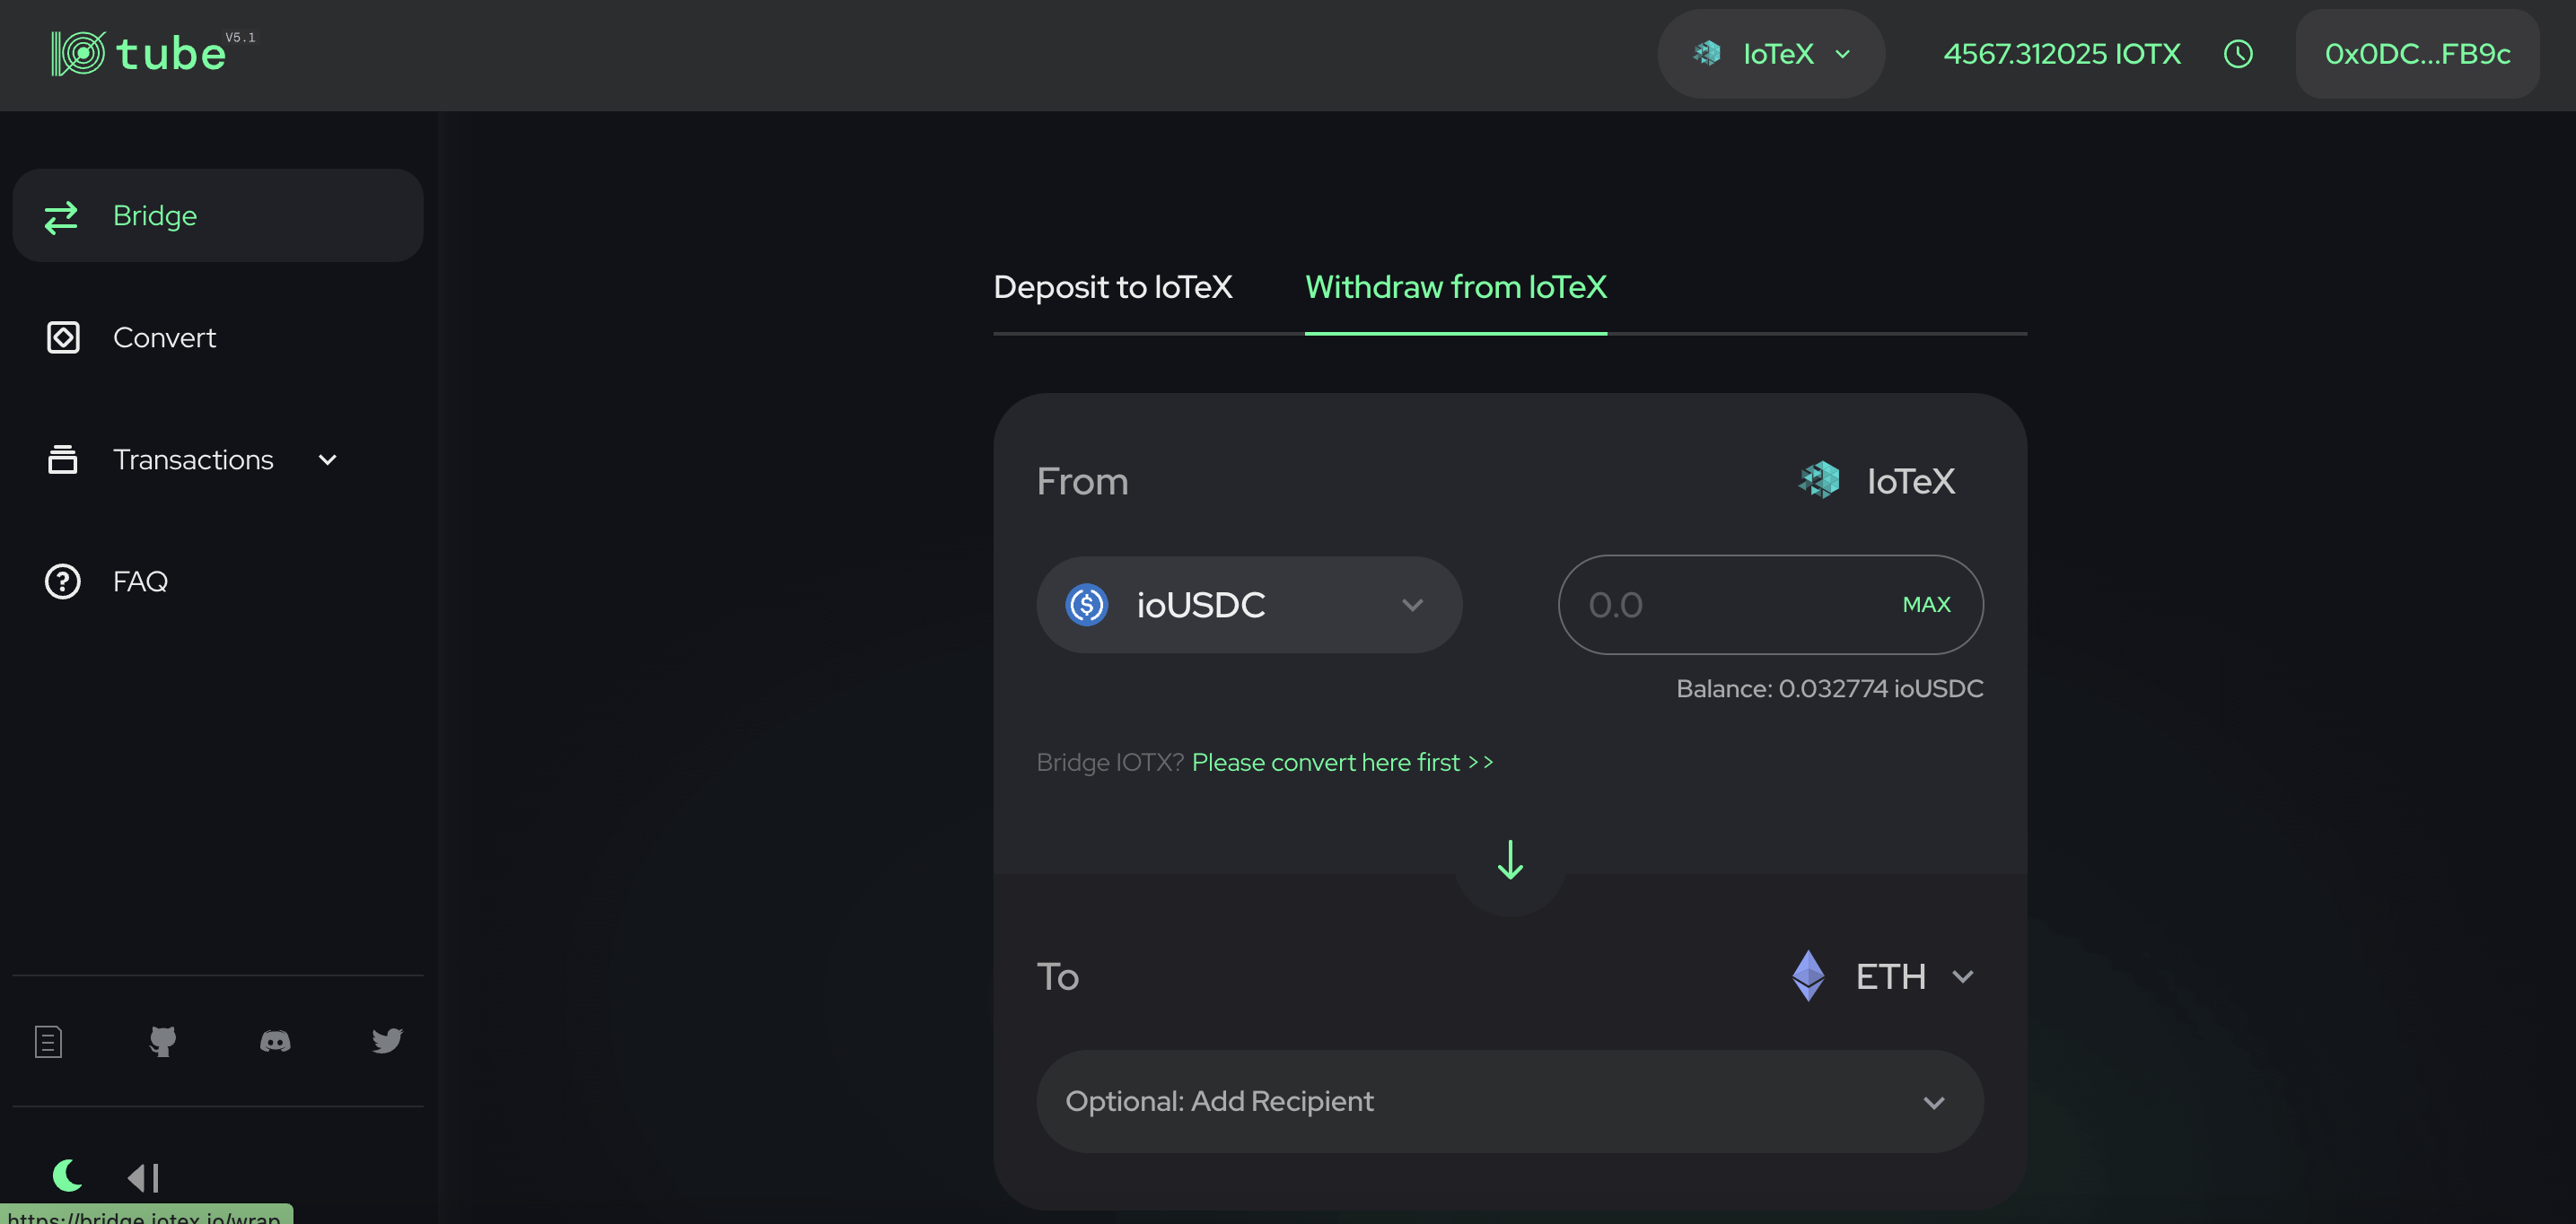 tube V5.1
IoTeX
4567.312025 IOTX
0x0DC...FB9c
Bridge
Convert
Transactions
FAQ
Deposit to IoTeX
Withdraw from IoTeX
From
IoTeX
ioUSDC
0.0
MAX
Balance: 0.032774 ioUSDC
Bridge IOTX? Please convert here first >>
To
ETH
Optional: Add Recipient
https://bridge.iotex.io/wrap